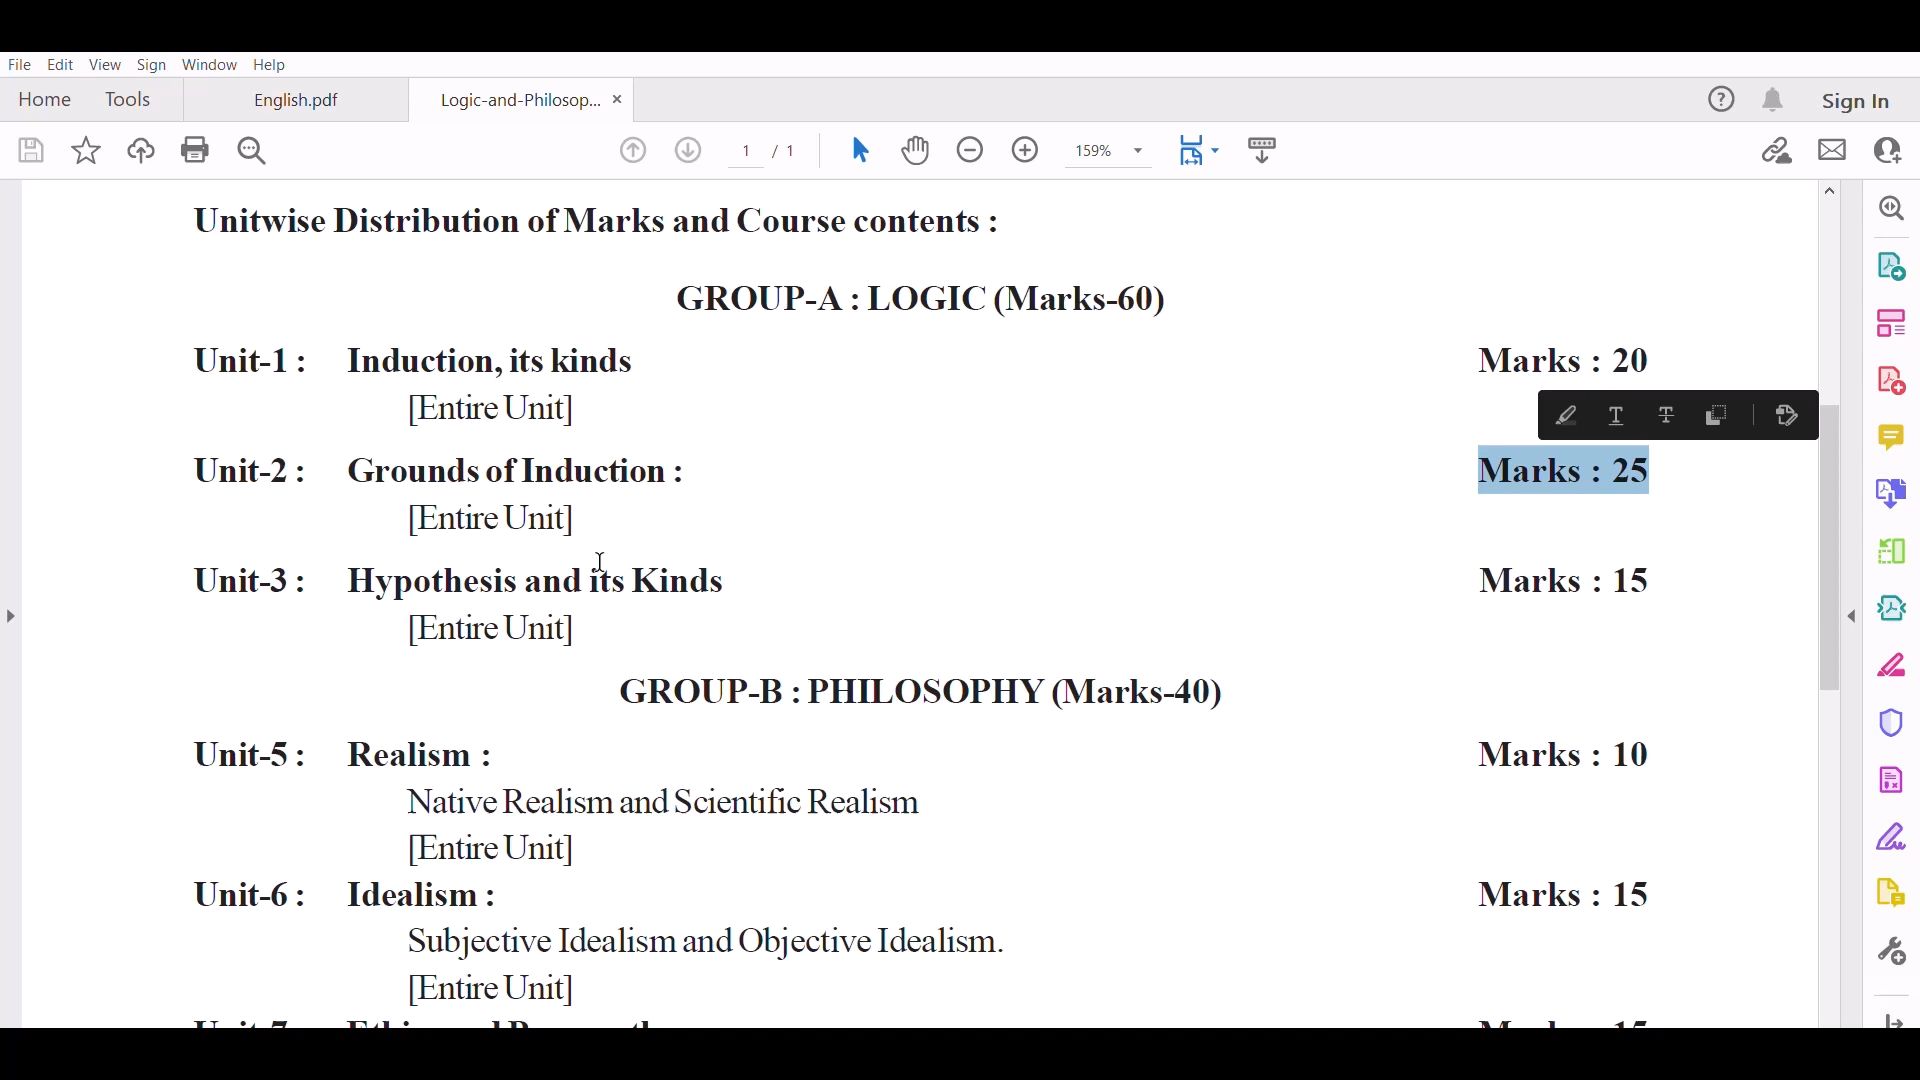 File Edit View Sign Window Help
Home Tools English.pdf Logic-and-Philosop... × Sign In
1 / 1 159%
Unitwise Distribution of Marks and Course contents :
GROUP-A : LOGIC (Marks-60)
Unit-1 : Induction, its kinds Marks : 20
[Entire Unit]
Unit-2 : Grounds of Induction : Marks : 25
[Entire Unit]
Unit-3 : Hypothesis and its Kinds Marks : 15
[Entire Unit]
GROUP-B : PHILOSOPHY (Marks-40)
Unit-5 : Realism : Marks : 10
Native Realism and Scientific Realism
[Entire Unit]
Unit-6 : Idealism : Marks : 15
Subjective Idealism and Objective Idealism.
[Entire Unit]